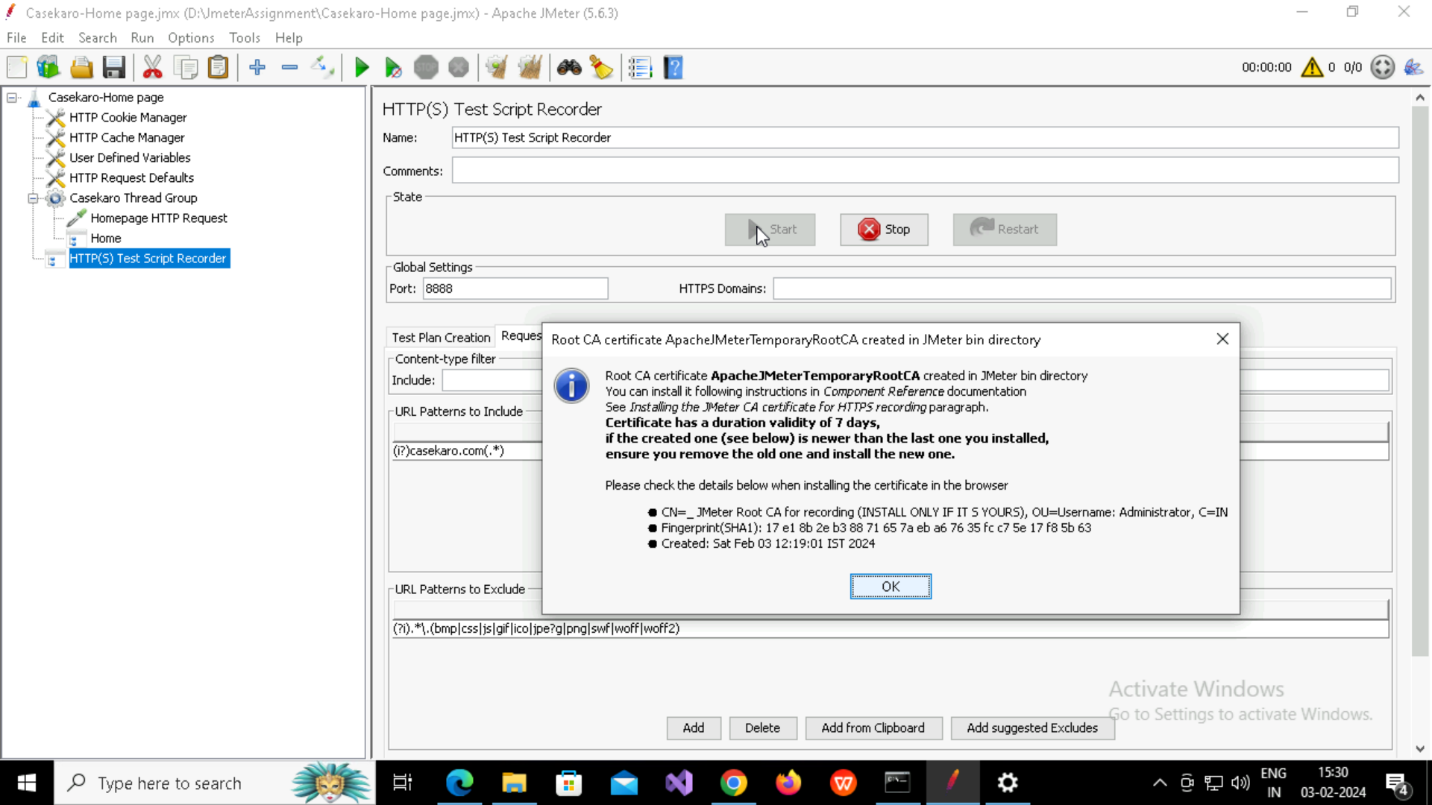 Casekaro-Home page.jmx (D:\JmeterAssignment\Casekaro-Home page.jmx) - Apache JMeter (5.6.3)
File Edit Search Run Options Tools Help
00:00:00 0 0/0
Casekaro-Home page
HTTP Cookie Manager
HTTP Cache Manager
User Defined Variables
HTTP Request Defaults
Casekaro Thread Group
Homepage HTTP Request
Home
HTTP(S) Test Script Recorder
HTTP(S) Test Script Recorder
Name: HTTP(S) Test Script Recorder
Comments:
State
Start Stop Restart
Global Settings
Port: 8888 HTTPS Domains:
Test Plan Creation Reques
Content-type filter
Include:
URL Patterns to Include
(i?)casekaro.com(.*)
Root CA certificate ApacheJMeterTemporaryRootCA created in JMeter bin directory
Root CA certificate ApacheJMeterTemporaryRootCA created in JMeter bin directory
You can install it following instructions in Component Reference documentation
See Installing the JMeter CA certificate for HTTPS recording paragraph.
Certificate has a duration validity of 7 days,
if the created one (see below) is newer than the last one you installed,
ensure you remove the old one and install the new one.
Please check the details below when installing the certificate in the browser
CN=_ JMeter Root CA for recording (INSTALL ONLY IF IT S YOURS), OU=Username: Administrator, C=IN
Fingerprint(SHA1): 17 e1 8b 2e b3 88 71 65 7a eb a6 76 35 fc c7 5e 17 f8 5b 63
Created: Sat Feb 03 12:19:01 IST 2024
OK
URL Patterns to Exclude
(?i).*\.(bmp|css|js|gif|ico|jpe?g|png|swf|woff|woff2)
Activate Windows
Go to Settings to activate Windows.
Add Delete Add from Clipboard Add suggested Excludes
Type here to search
ENG
IN
15:30
03-02-2024
4